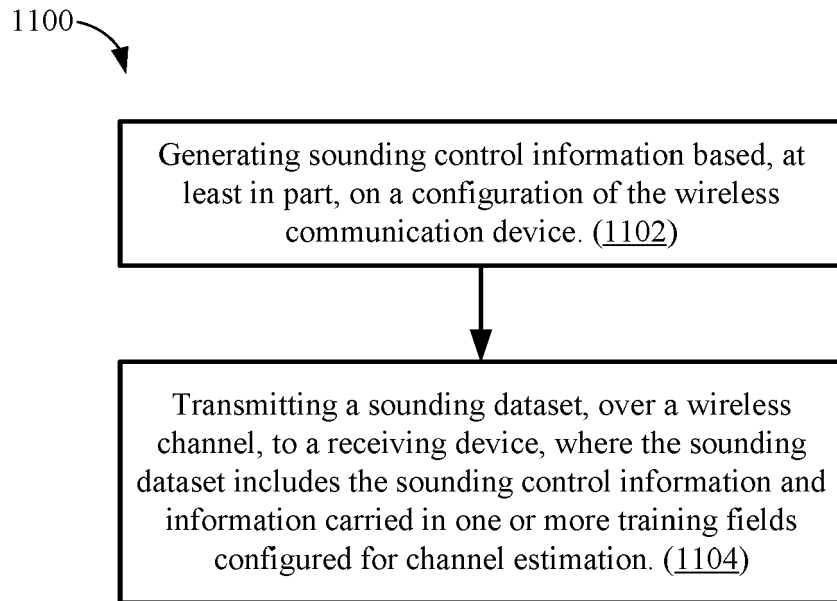 1100
Generating sounding control information based, at
least in part, on a configuration of the wireless
communication device. (1102)
Transmitting a sounding dataset, over a wireless
channel, to a receiving device, where the sounding
dataset includes the sounding control information and
information carried in one or more training fields
configured for channel estimation. (1104)